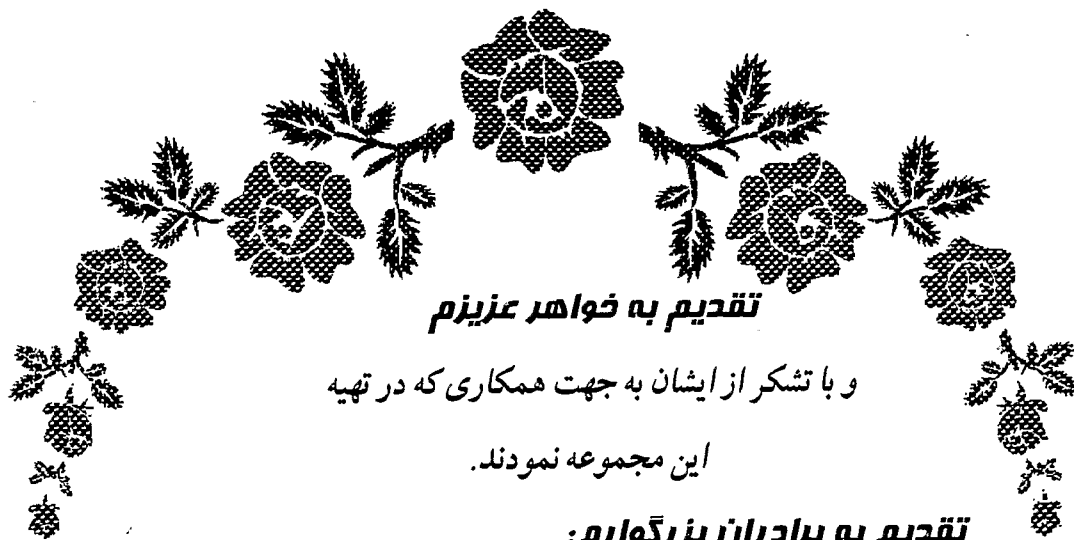 تقدیم به خواهر عزیزم
و با تشکر از ایشان به جهت همکاری که در تهیه
این مجموعه نمودند.
تقدیم به برادران بزرگوارم: